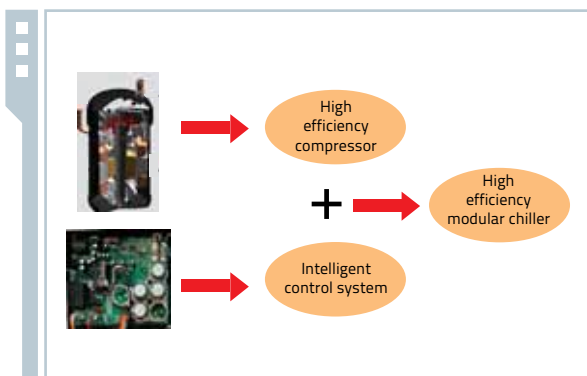 High
efficiency
compressor
+
High
efficiency
modular chiller
Intelligent
control system